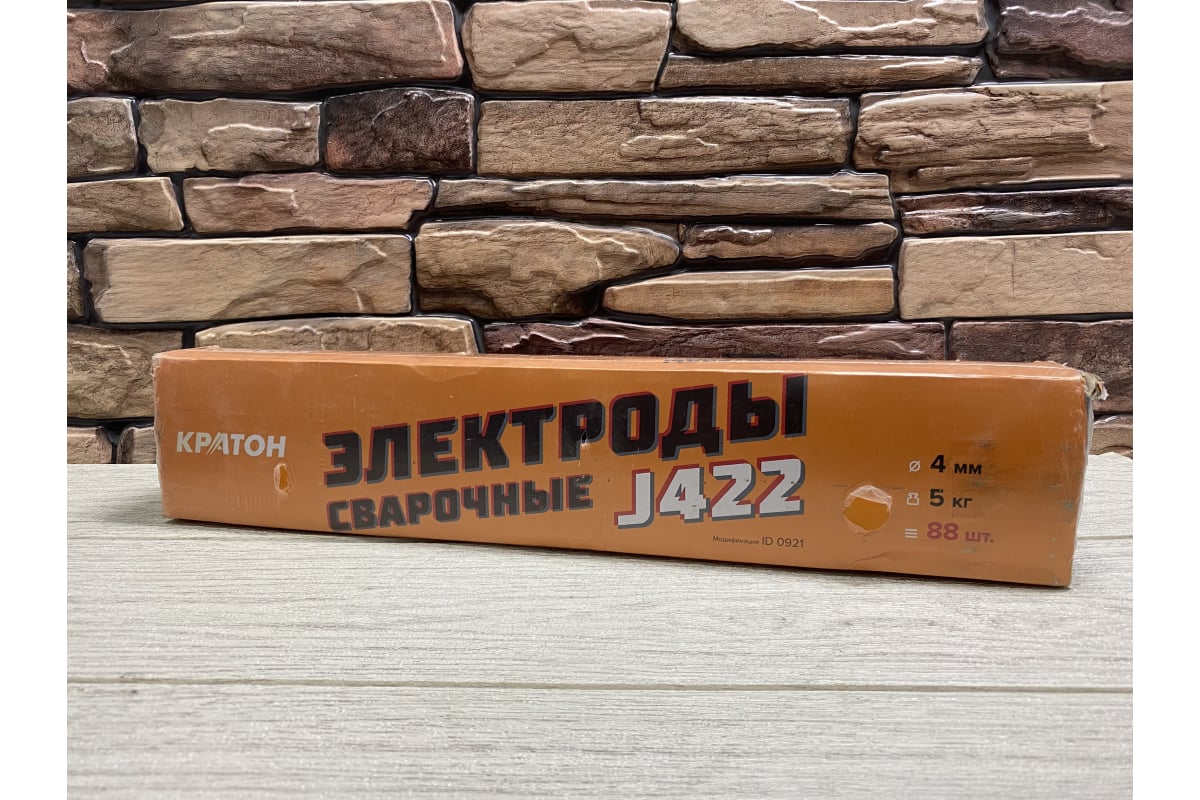 КРАТОН
ЭЛЕКТРОДЫ
СВАРОЧНЫЕ J422
Модификация ID 0921
⌀ 4 мм
5 кг
88 шт.